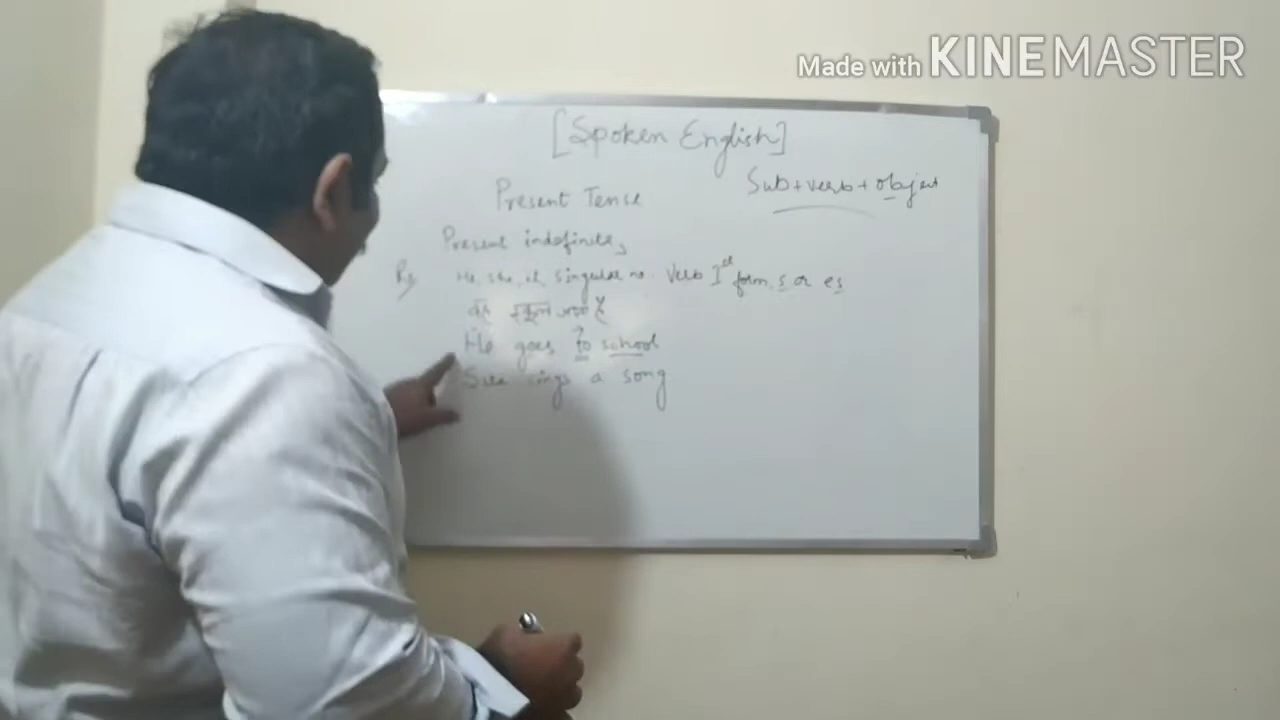 Made with KINEMASTER
[Spoken English]
Sub+verb+object
Present Tense
Present indefinite,
He, she, it, singular no. Verb Ist form, s or es
वह स्कूल जाता है
He goes to school
Sita sings a song